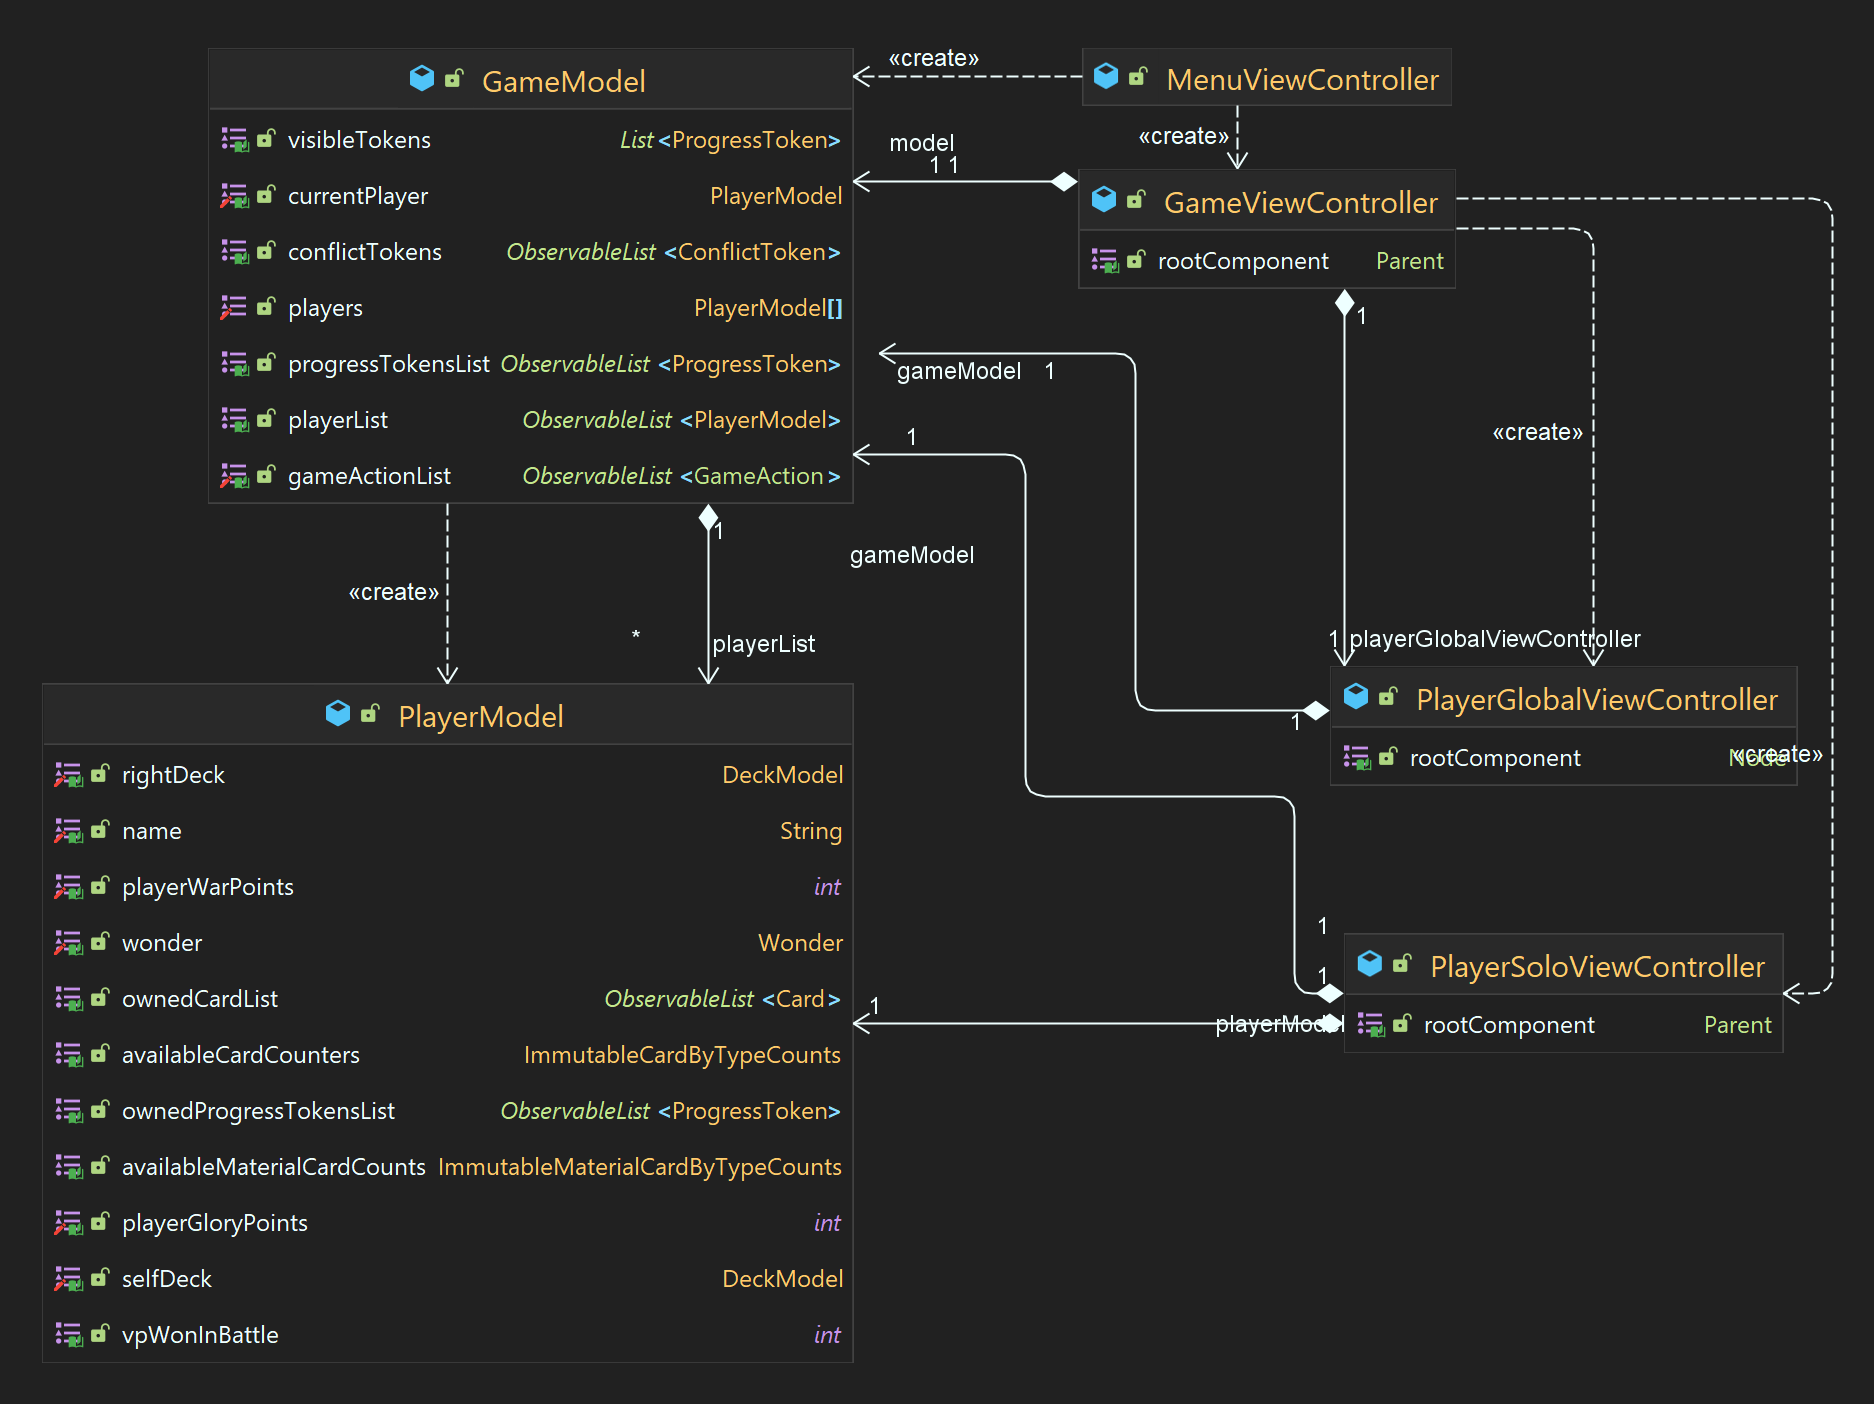 GameModel
visibleTokens List <ProgressToken>
currentPlayer PlayerModel
conflictTokens ObservableList <ConflictToken>
players PlayerModel[]
progressTokensList ObservableList <ProgressToken>
playerList ObservableList <PlayerModel>
gameActionList ObservableList <GameAction>
«create»
MenuViewController
«create»
model
1 1
GameViewController
rootComponent Parent
1
gameModel 1
1
«create»
1
gameModel
«create»
* playerList
1 playerGlobalViewController
PlayerModel
rightDeck DeckModel
name String
playerWarPoints int
wonder Wonder
ownedCardList ObservableList <Card>
availableCardCounters ImmutableCardByTypeCounts
ownedProgressTokensList ObservableList <ProgressToken>
availableMaterialCardCounts ImmutableMaterialCardByTypeCounts
playerGloryPoints int
selfDeck DeckModel
vpWonInBattle int
PlayerGlobalViewController
1
rootComponent Node
«create»
1
1
PlayerSoloViewController
1
playerModel
rootComponent Parent